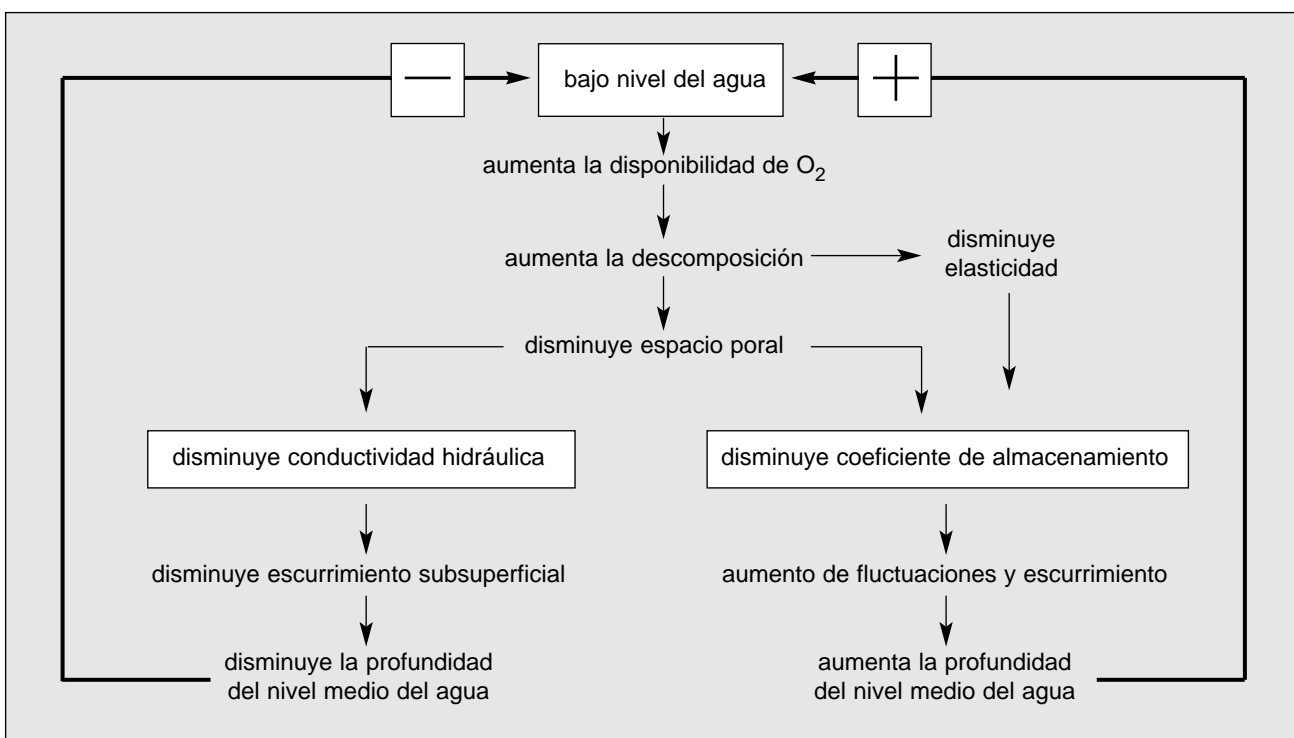 −
bajo nivel del agua
+
aumenta la disponibilidad de O₂
aumenta la descomposición
disminuye
elasticidad
disminuye espacio poral
disminuye conductividad hidráulica
disminuye coeficiente de almacenamiento
disminuye escurrimiento subsuperficial
aumento de fluctuaciones y escurrimiento
disminuye la profundidad
del nivel medio del agua
aumenta la profundidad
del nivel medio del agua